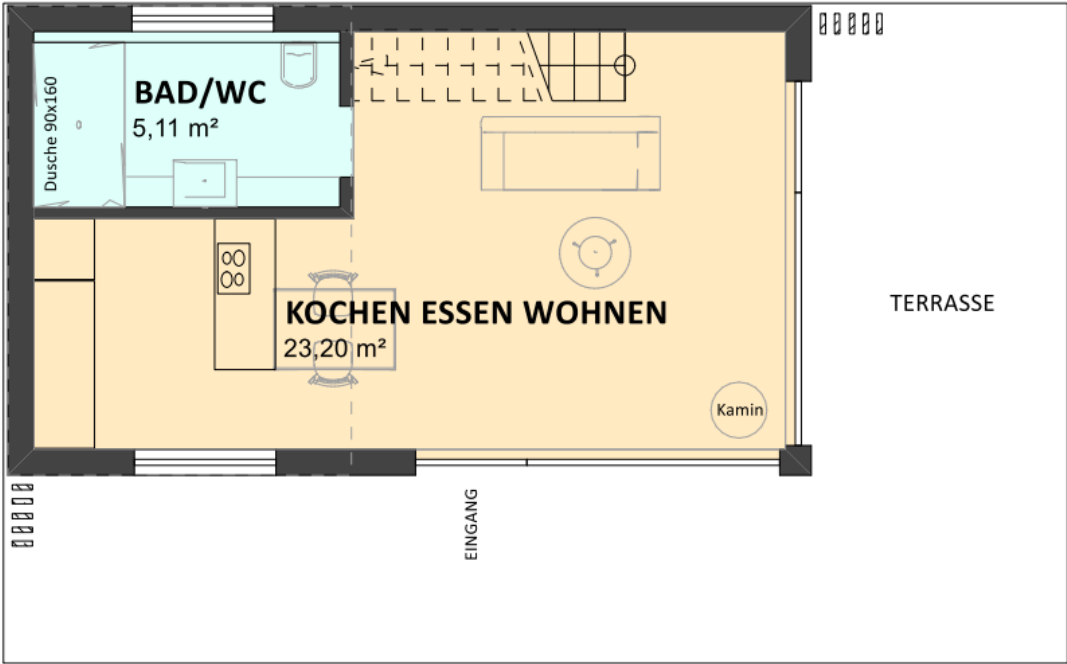 BAD/WC
5,11 m²
Dusche 90x160
KOCHEN ESSEN WOHNEN
23,20 m²
TERRASSE
Kamin
EINGANG